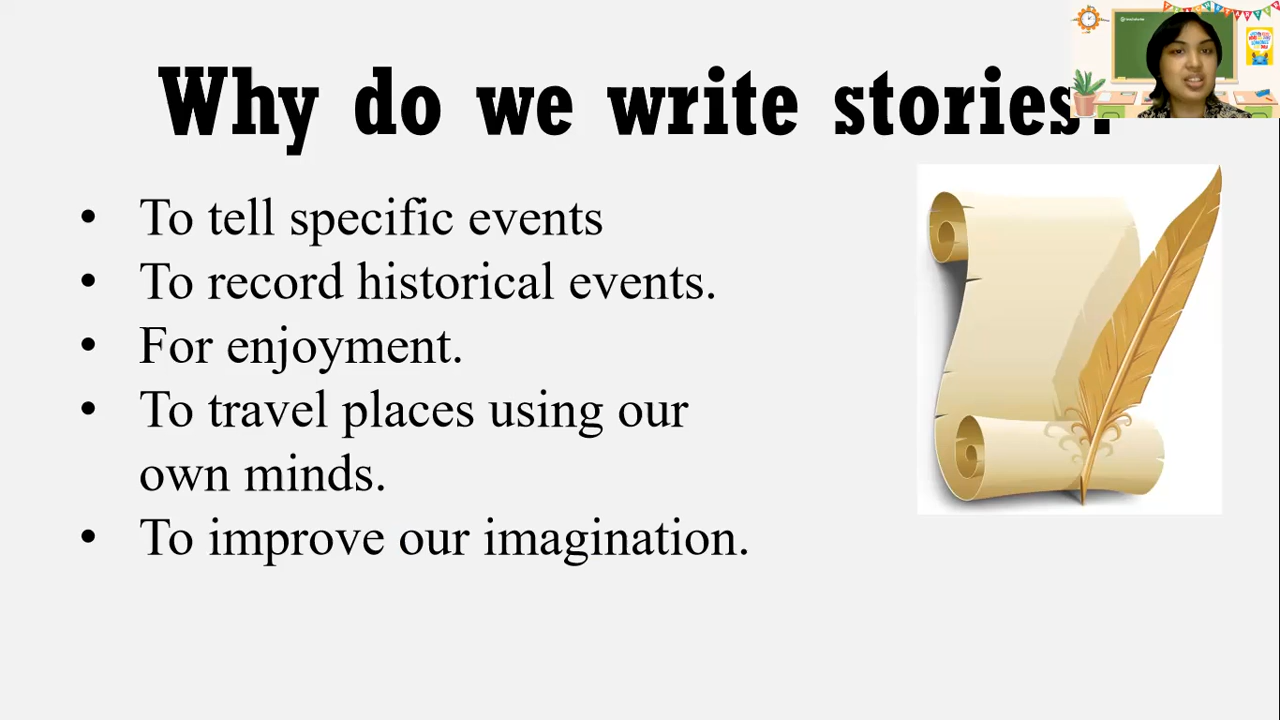 Why do we write stories?
• To tell specific events
• To record historical events.
• For enjoyment.
• To travel places using our
own minds.
• To improve our imagination.